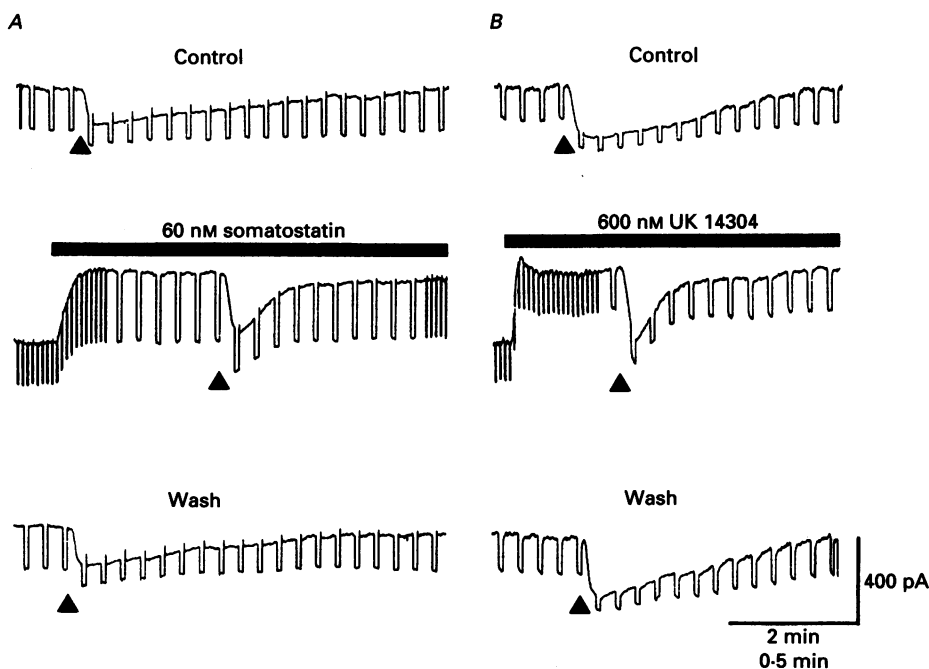 A
B
Control
Control
60 nM somatostatin
600 nM UK 14304
Wash
Wash
400 pA
2 min
0·5 min